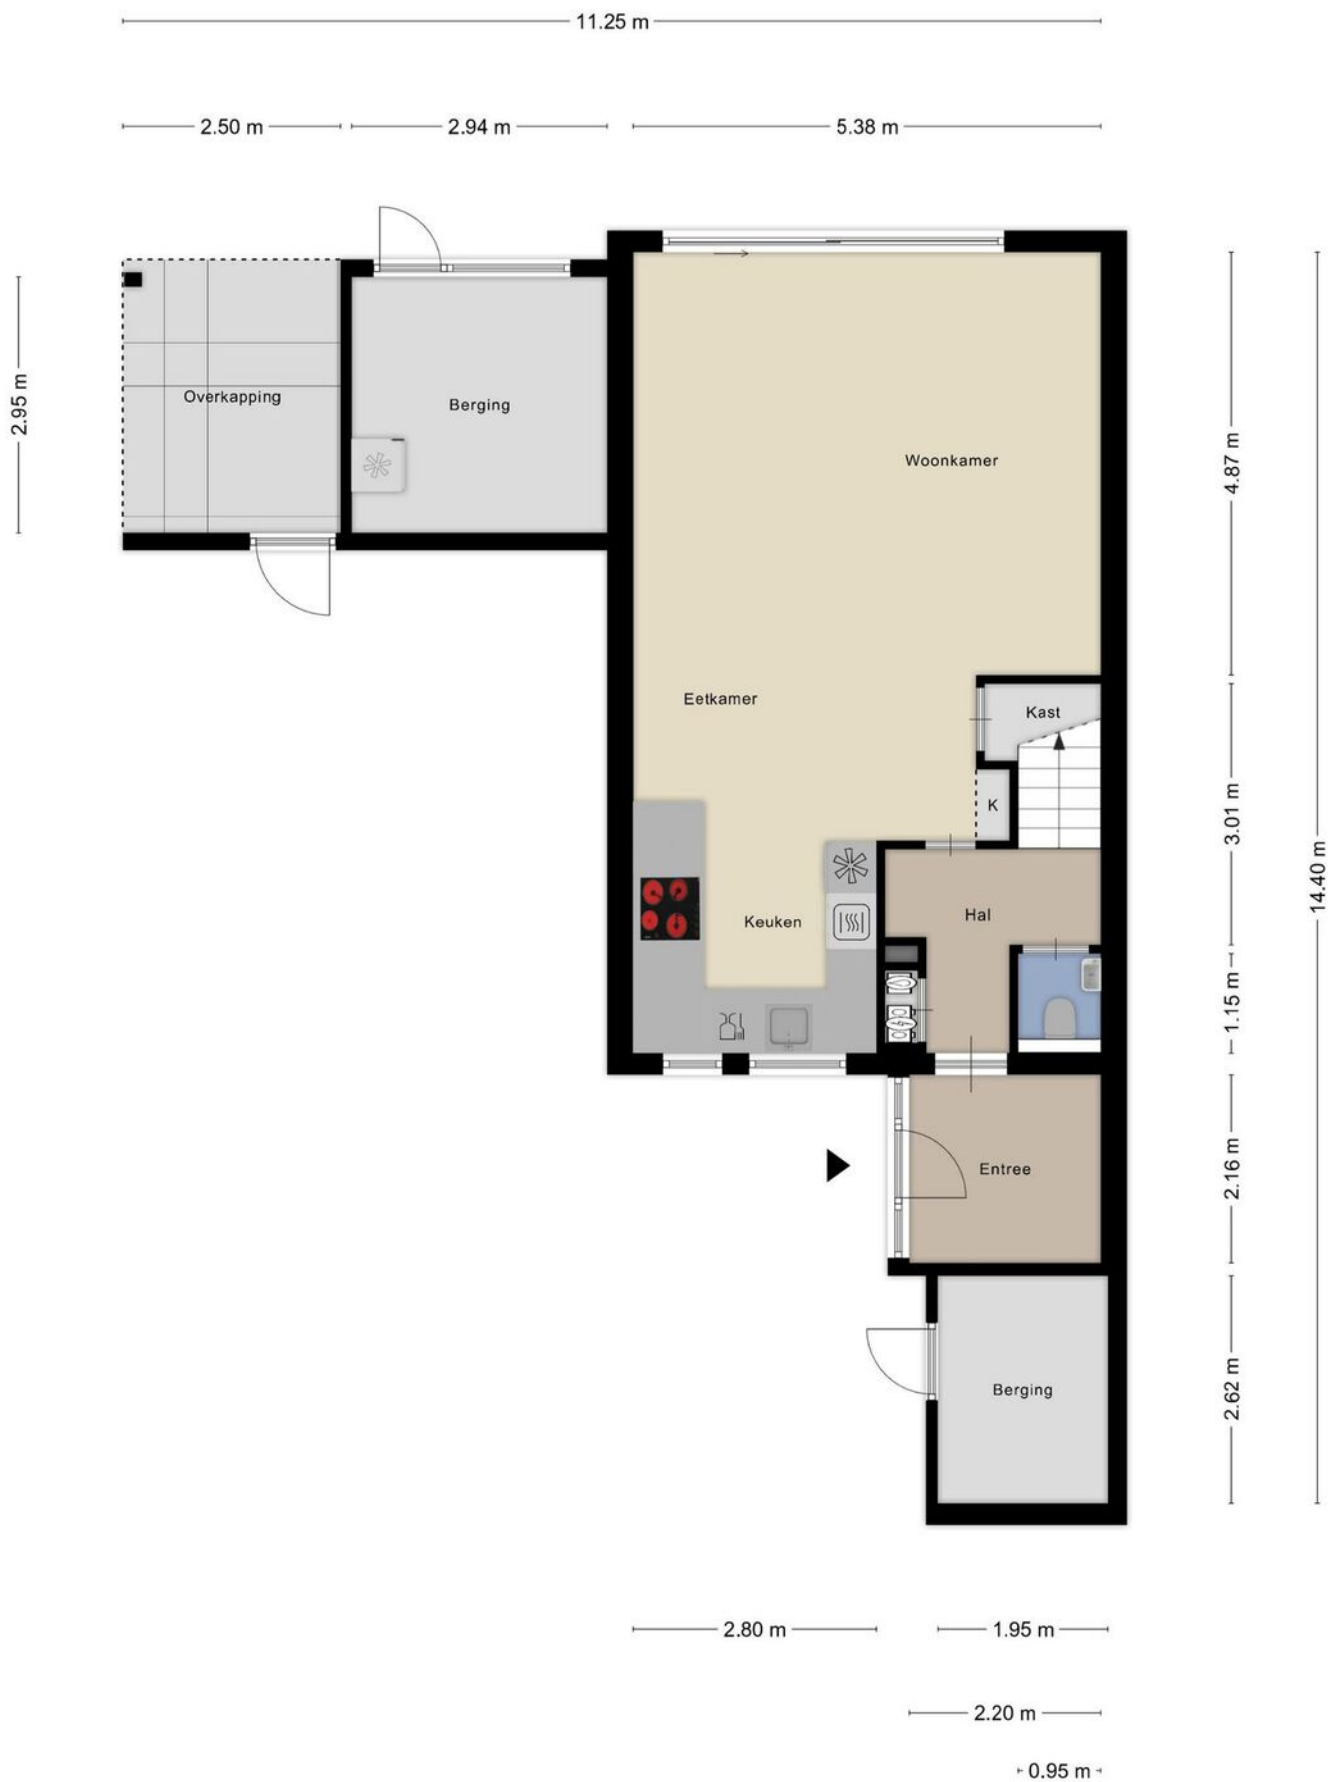 11.25 m
2.50 m
2.94 m
5.38 m
2.95 m
Overkapping
Berging
Woonkamer
4.87 m
Eetkamer
Kast
K
3.01 m
14.40 m
Keuken
Hal
1.15 m
Entree
2.16 m
Berging
2.62 m
2.80 m
1.95 m
2.20 m
0.95 m